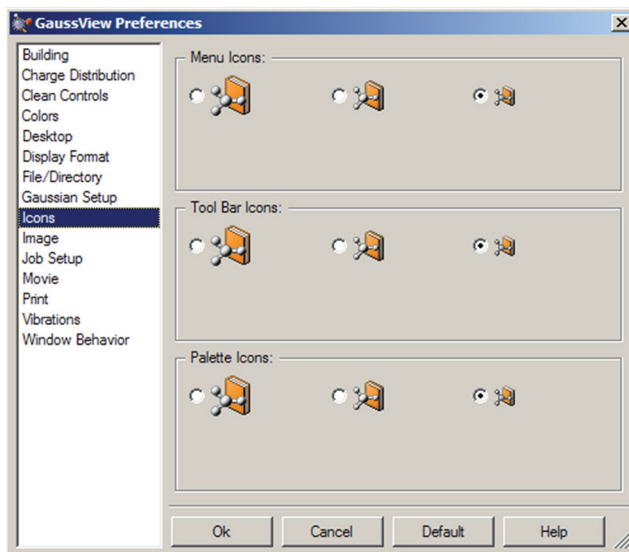 GaussView Preferences
Building
Charge Distribution
Clean Controls
Colors
Desktop
Display Format
File/Directory
Gaussian Setup
Icons
Image
Job Setup
Movie
Print
Vibrations
Window Behavior
Menu Icons:
Tool Bar Icons:
Palette Icons:
Ok
Cancel
Default
Help